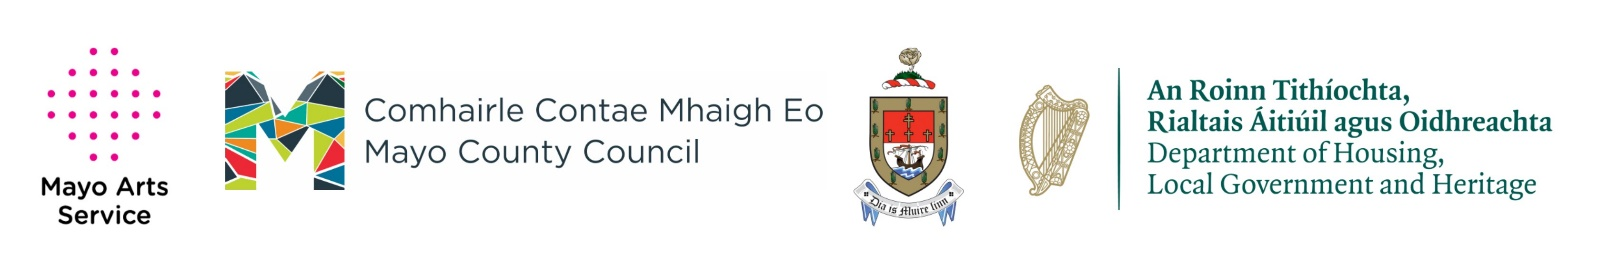 Mayo Arts
Service
Comhairle Contae Mhaigh Eo
Mayo County Council
Dia is Muire linn
An Roinn Tithíochta,
Rialtais Áitiúil agus Oidhreachta
Department of Housing,
Local Government and Heritage